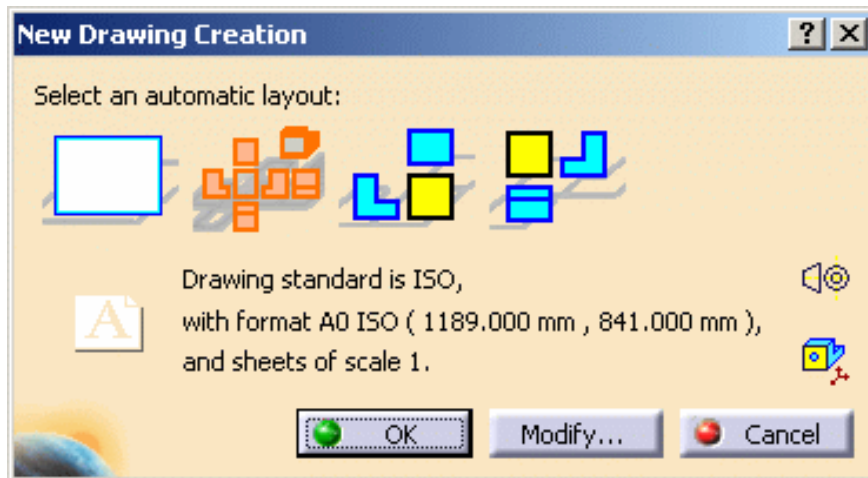 New Drawing Creation
Select an automatic layout:
Drawing standard is ISO,
with format A0 ISO ( 1189.000 mm , 841.000 mm ),
and sheets of scale 1.
A
OK Modify... Cancel